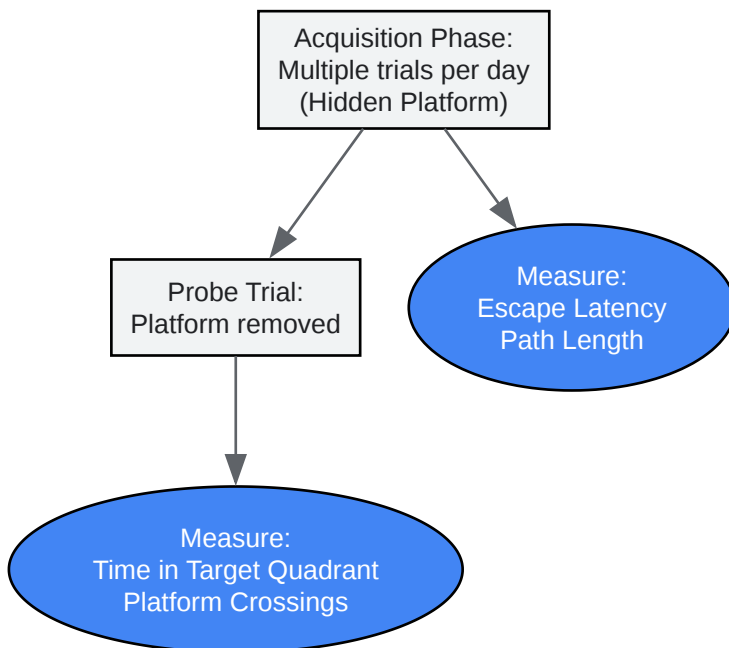 Acquisition Phase:
Multiple trials per day
(Hidden Platform)
Measure:
Escape Latency
Path Length
Probe Trial:
Platform removed
Measure:
Time in Target Quadrant
Platform Crossings